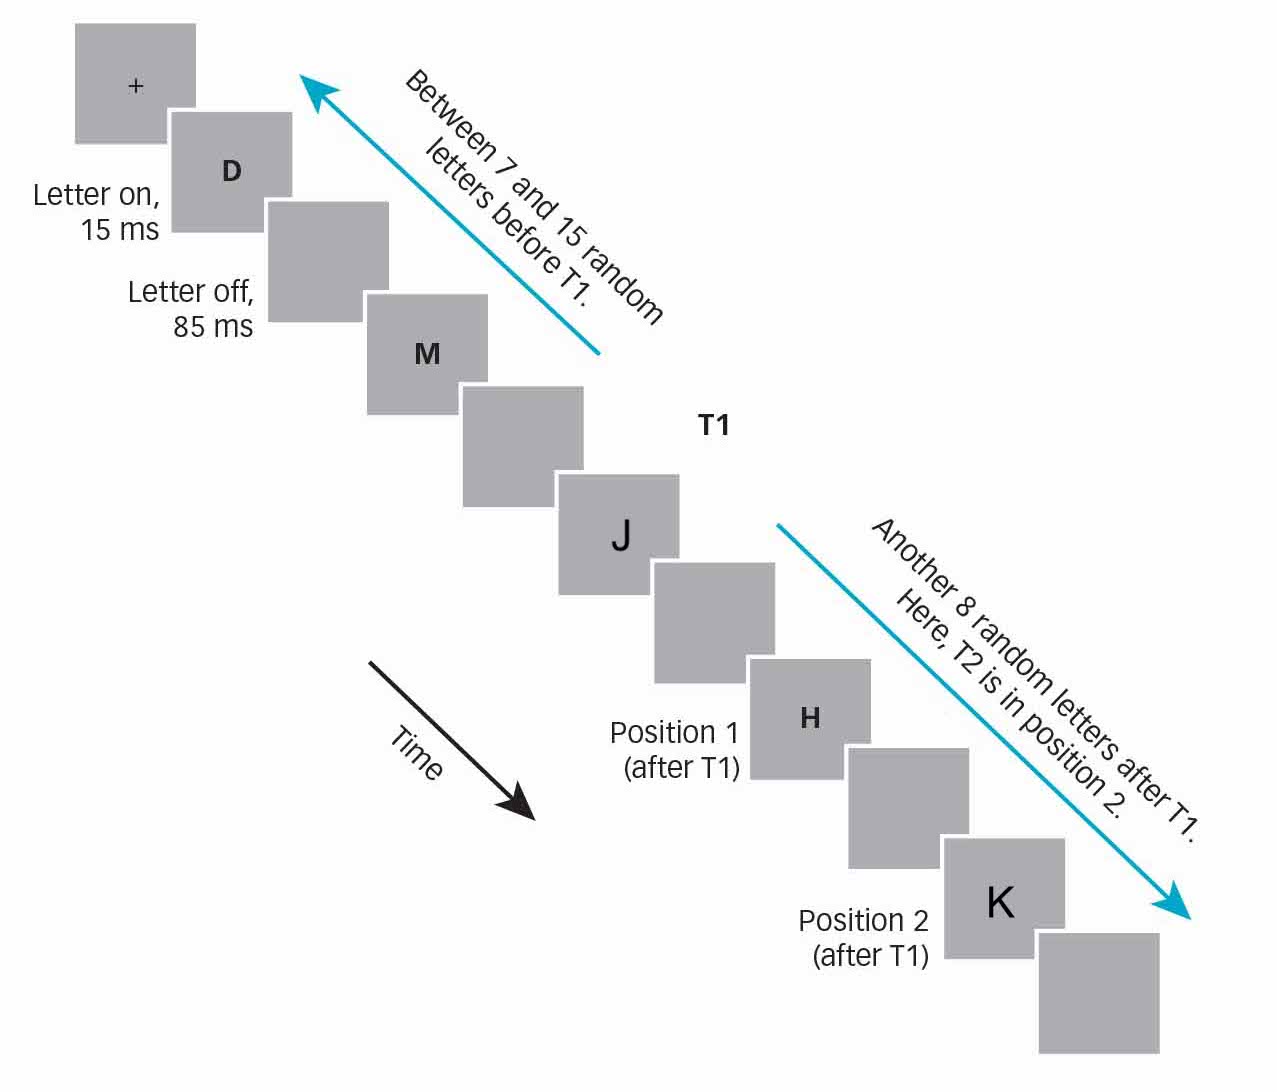 +
D
Letter on,
15 ms
Between 7 and 15 random
letters before T1.
Letter off,
85 ms
M
T1
J
Another 8 random letters after T1.
Here, T2 is in position 2.
Time
H
Position 1
(after T1)
K
Position 2
(after T1)